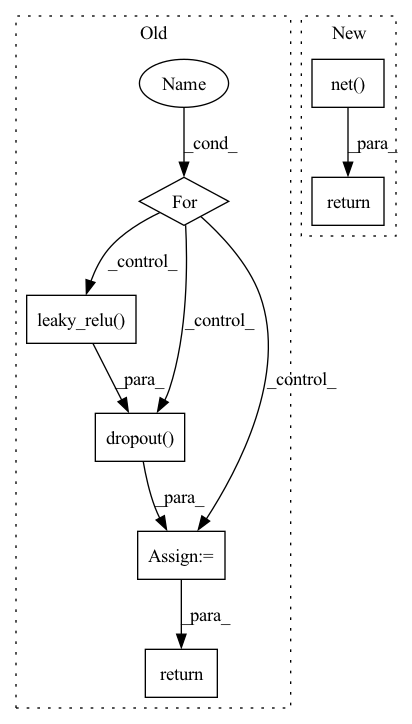 Old
New
Name
net()
_cond_
_para_
For
return
_control_
leaky_relu()
_control_
_para_
_control_
dropout()
_para_
Assign:=
_para_
return